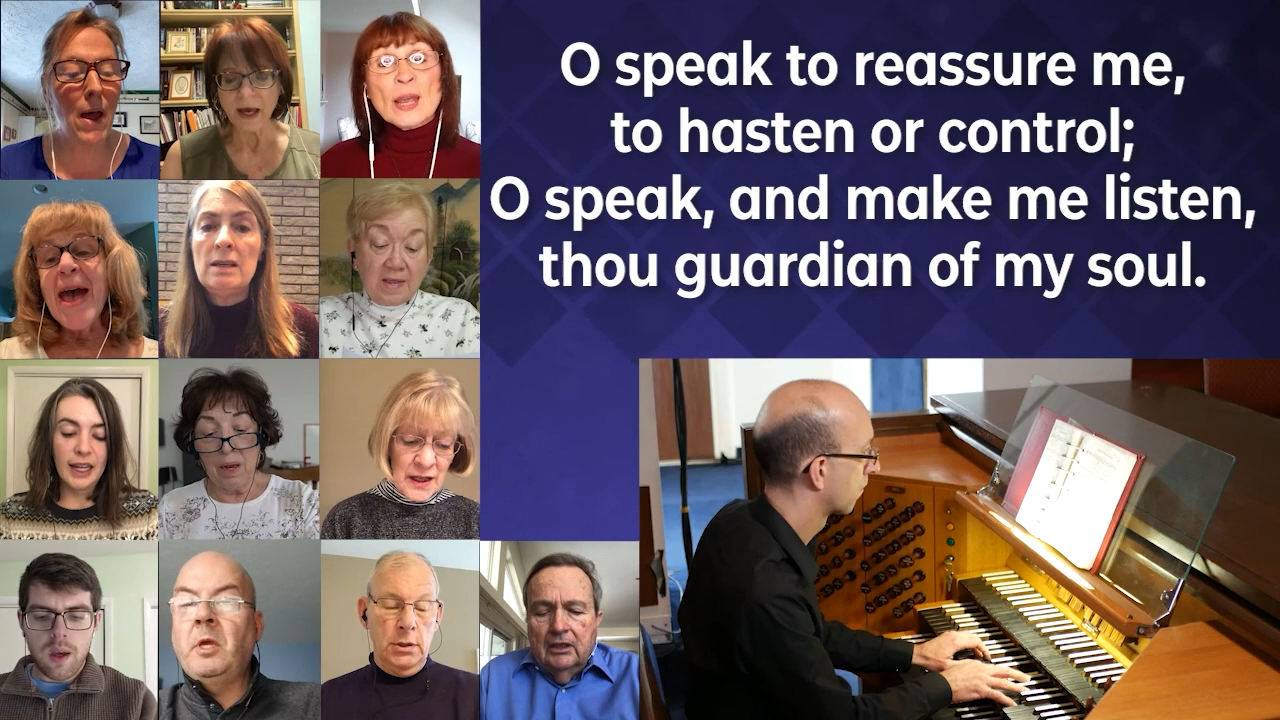 O speak to reassure me,
to hasten or control;
O speak, and make me listen,
thou guardian of my soul.